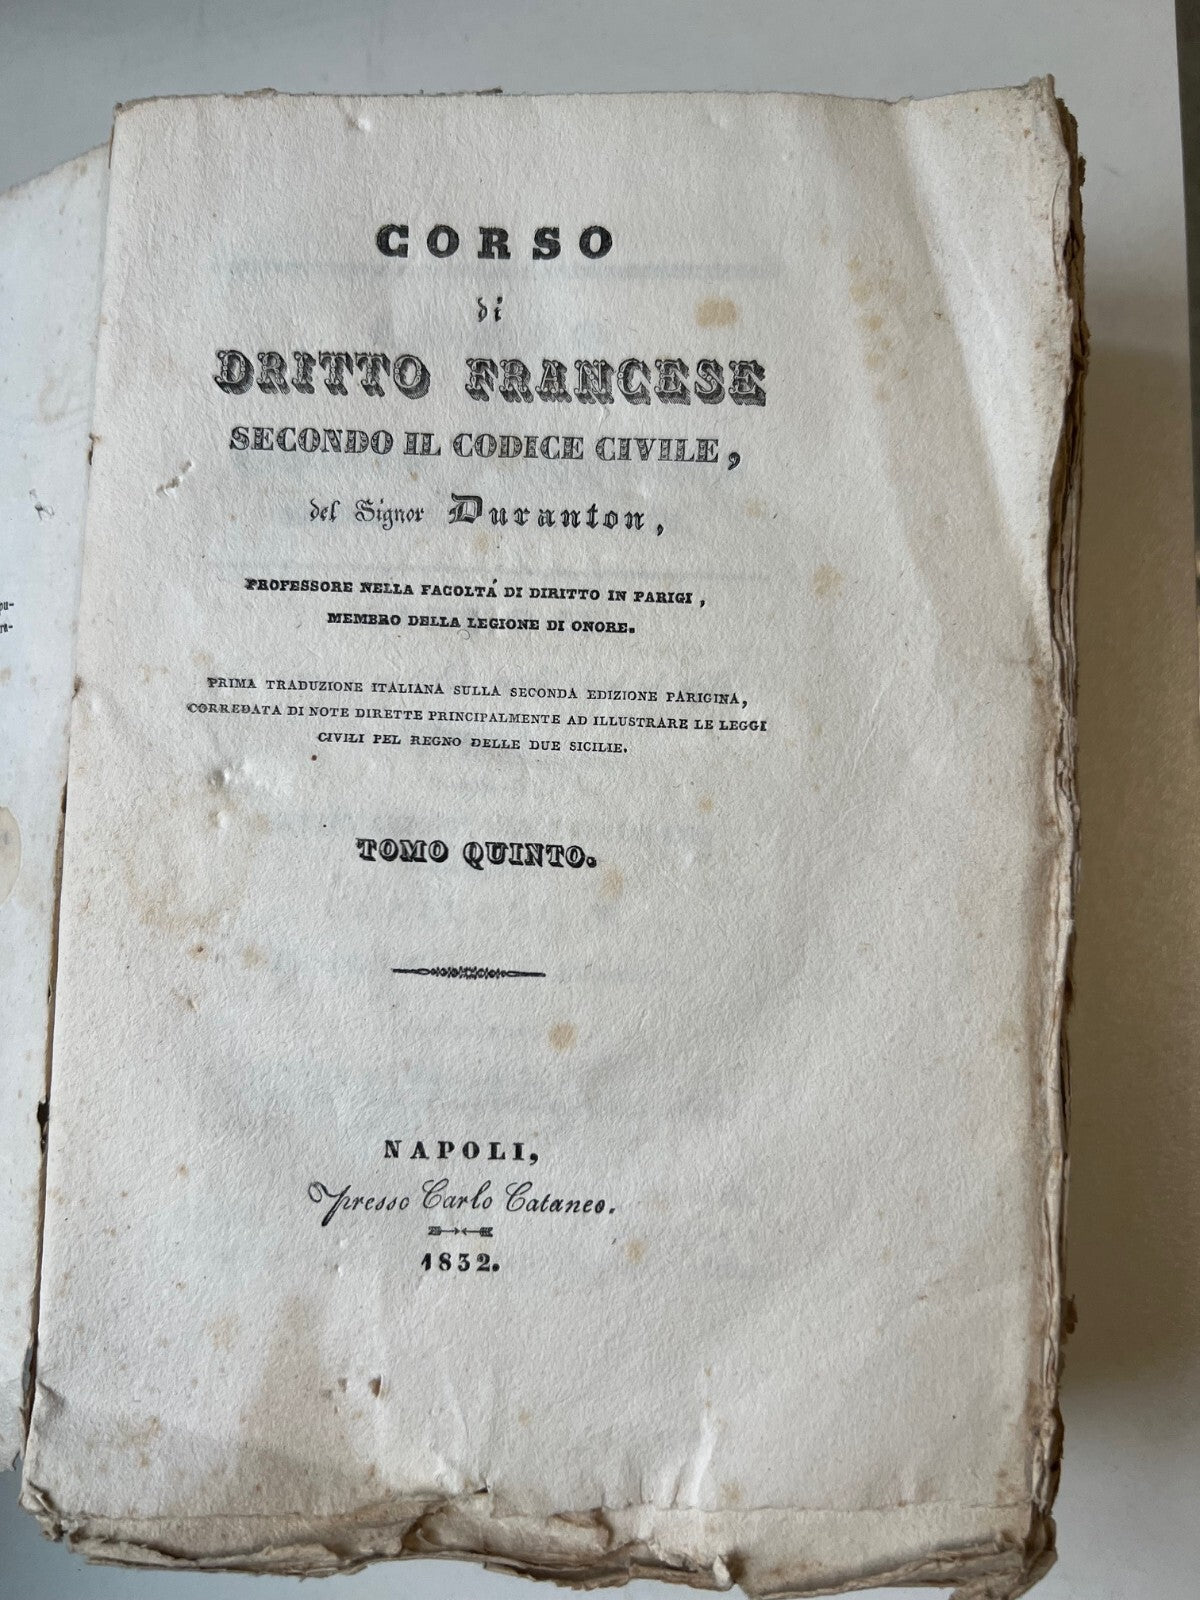 CORSO
di
DRITTO FRANCESE
SECONDO IL CODICE CIVILE,
del Signor Duranton,
PROFESSORE NELLA FACOLTÁ DI DIRITTO IN PARIGI,
MEMBRO DELLA LEGIONE DI ONORE.
PRIMA TRADUZIONE ITALIANA SULLA SECONDA EDIZIONE PARIGINA,
CORREDATA DI NOTE DIRETTE PRINCIPALMENTE AD ILLUSTRARE LE LEGGI
CIVILI PEL REGNO DELLE DUE SICILIE.
TOMO QUINTO.
NAPOLI,
presso Carlo Cataneo.
1832.